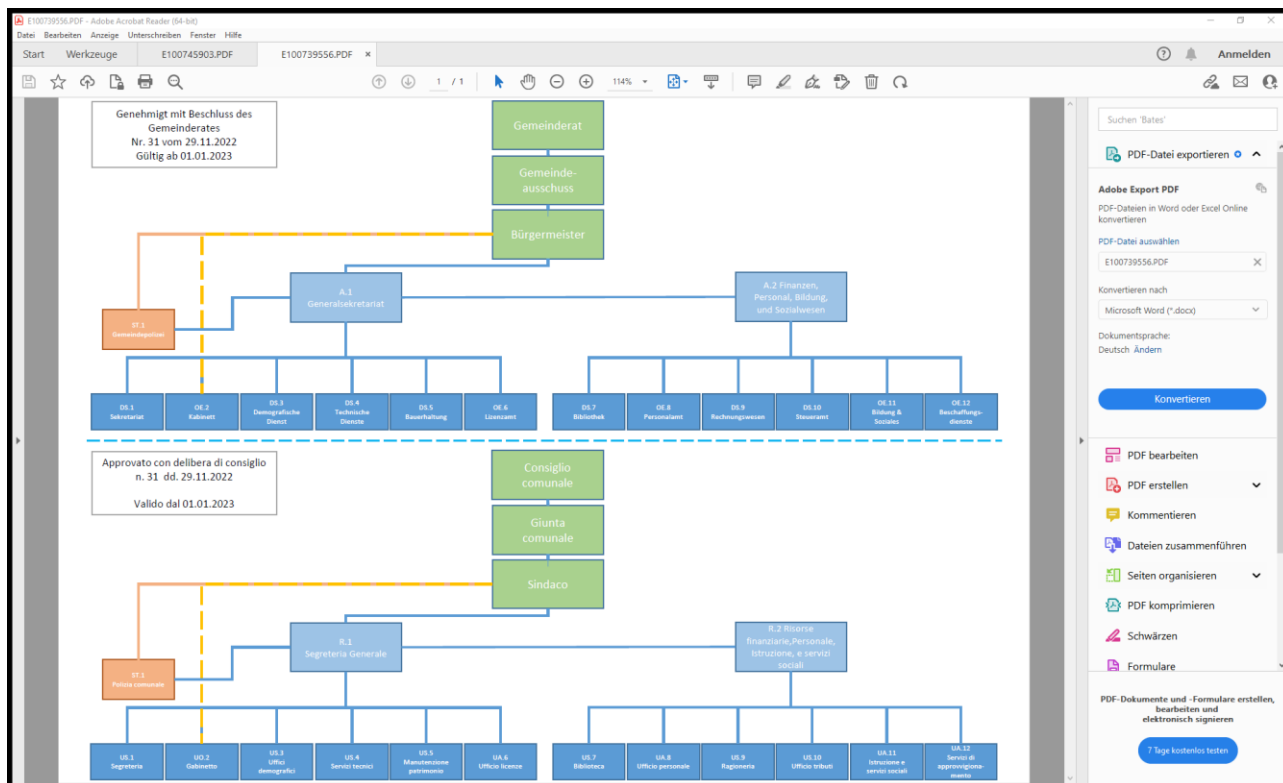 E100739556.PDF - Adobe Acrobat Reader (64-bit)
Datei Bearbeiten Anzeige Unterschreiben Fenster Hilfe
Start Werkzeuge E100745903.PDF E100739556.PDF × Anmelden
1 / 1 114%
Genehmigt mit Beschluss des
Gemeinderates
Nr. 31 vom 29.11.2022
Gültig ab 01.01.2023
Gemeinderat
Gemeinde-
ausschuss
Bürgermeister
A.1
Generalsekretariat
A.2 Finanzen,
Personal, Bildung,
und Sozialwesen
ST.1
Gemeindepolizei
DS.1
Sekretariat
OE.2
Kabinett
DS.3
Demografische
Dienst
DS.4
Technische
Dienste
DS.5
Bauerhaltung
OE.6
Lizenzamt
DS.7
Bibliothek
OE.8
Personalamt
DS.9
Rechnungswesen
DS.10
Steueramt
OE.11
Bildung &
Soziales
OE.12
Beschaffungs-
dienste
Approvato con delibera di consiglio
n. 31 dd. 29.11.2022
Valido dal 01.01.2023
Consiglio
comunale
Giunta
comunale
Sindaco
R.1
Segreteria Generale
R.2 Risorse
finanziarie,Personale,
Istruzione, e servizi
sociali
ST.1
Polizia comunale
US.1
Segreteria
UO.2
Gabinetto
US.3
Uffici
demografici
US.4
Servizi tecnici
US.5
Manutenzione
patrimonio
UA.6
Ufficio licenze
US.7
Biblioteca
UA.8
Ufficio personale
US.9
Ragioneria
US.10
Ufficio tributi
UA.11
Istruzione e
servizi sociali
UA.12
Servizi di
approvvigiona-
mento
Suchen 'Bates'
PDF-Datei exportieren
Adobe Export PDF
PDF-Dateien in Word oder Excel Online
konvertieren
PDF-Datei auswählen
E100739556.PDF
Konvertieren nach
Microsoft Word (*.docx)
Dokumentsprache:
Deutsch Ändern
Konvertieren
PDF bearbeiten
PDF erstellen
Kommentieren
Dateien zusammenführen
Seiten organisieren
PDF komprimieren
Schwärzen
Formulare
PDF-Dokumente und -Formulare erstellen,
bearbeiten und
elektronisch signieren
7 Tage kostenlos testen